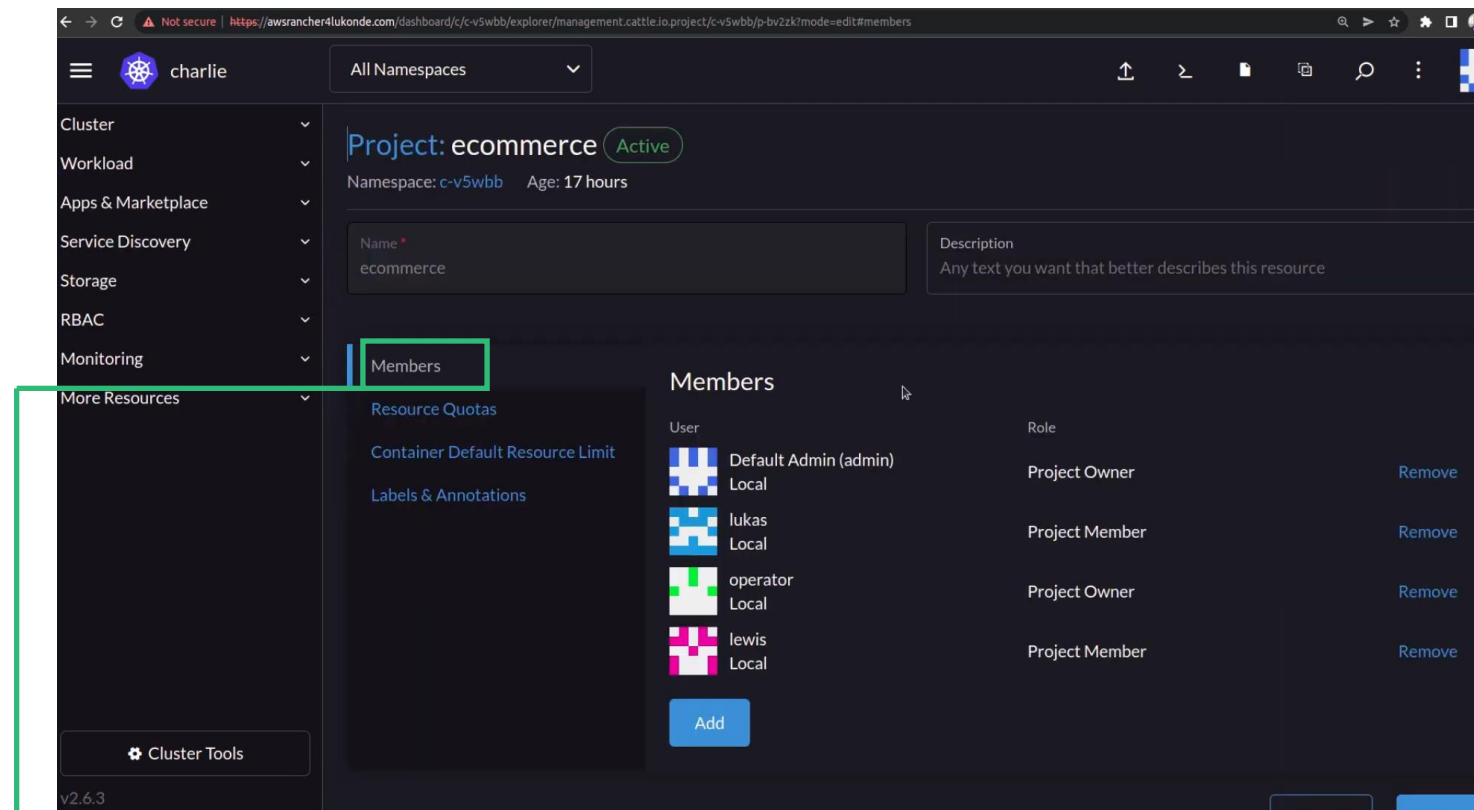 Not secure | https://awsrancher4lukonde.com/dashboard/c/c-v5wbb/explorer/management.cattle.io.project/c-v5wbb/p-bv2zk?mode=edit#members
charlie
All Namespaces
Cluster
Workload
Apps & Marketplace
Service Discovery
Storage
RBAC
Monitoring
More Resources
Cluster Tools
v2.6.3
Project: ecommerce Active
Namespace: c-v5wbb Age: 17 hours
Name *
ecommerce
Description
Any text you want that better describes this resource
Members
Resource Quotas
Container Default Resource Limit
Labels & Annotations
Members
User Role
Default Admin (admin)
Local
Project Owner Remove
lukas
Local
Project Member Remove
operator
Local
Project Owner Remove
lewis
Local
Project Member Remove
Add